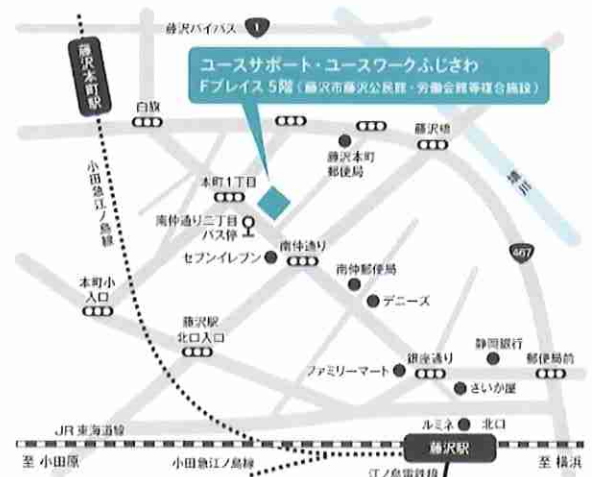 藤沢バイパス
1
藤沢本町駅
ユースサポート・ユースワークふじさわ
Fプレイス 5階(藤沢市藤沢公民館・労働会館等複合施設)
白旗
藤沢橋
藤沢本町
郵便局
境川
小田急江ノ島線
本町1丁目
南仲通り二丁目
バス停
南仲通り
セブンイレブン
467
南仲郵便局
デニーズ
本町小
入口
藤沢駅
北口入口
静岡銀行
ファミリーマート
銀座通り
郵便局前
さいか屋
ルミネ
北口
JR 東海道線
藤沢駅
至 小田原
小田急江ノ島線
至 横浜
江ノ島電鉄線